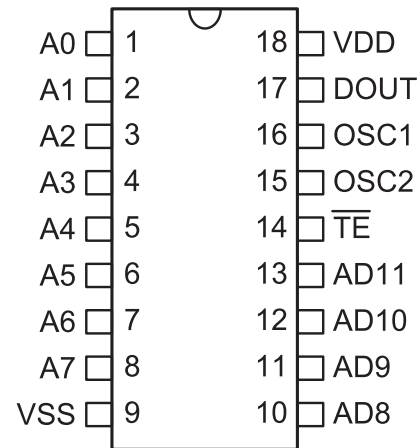 A0 1 18 VDD
A1 2 17 DOUT
A2 3 16 OSC1
A3 4 15 OSC2
A4 5 14 T̅E̅
A5 6 13 AD11
A6 7 12 AD10
A7 8 11 AD9
VSS 9 10 AD8